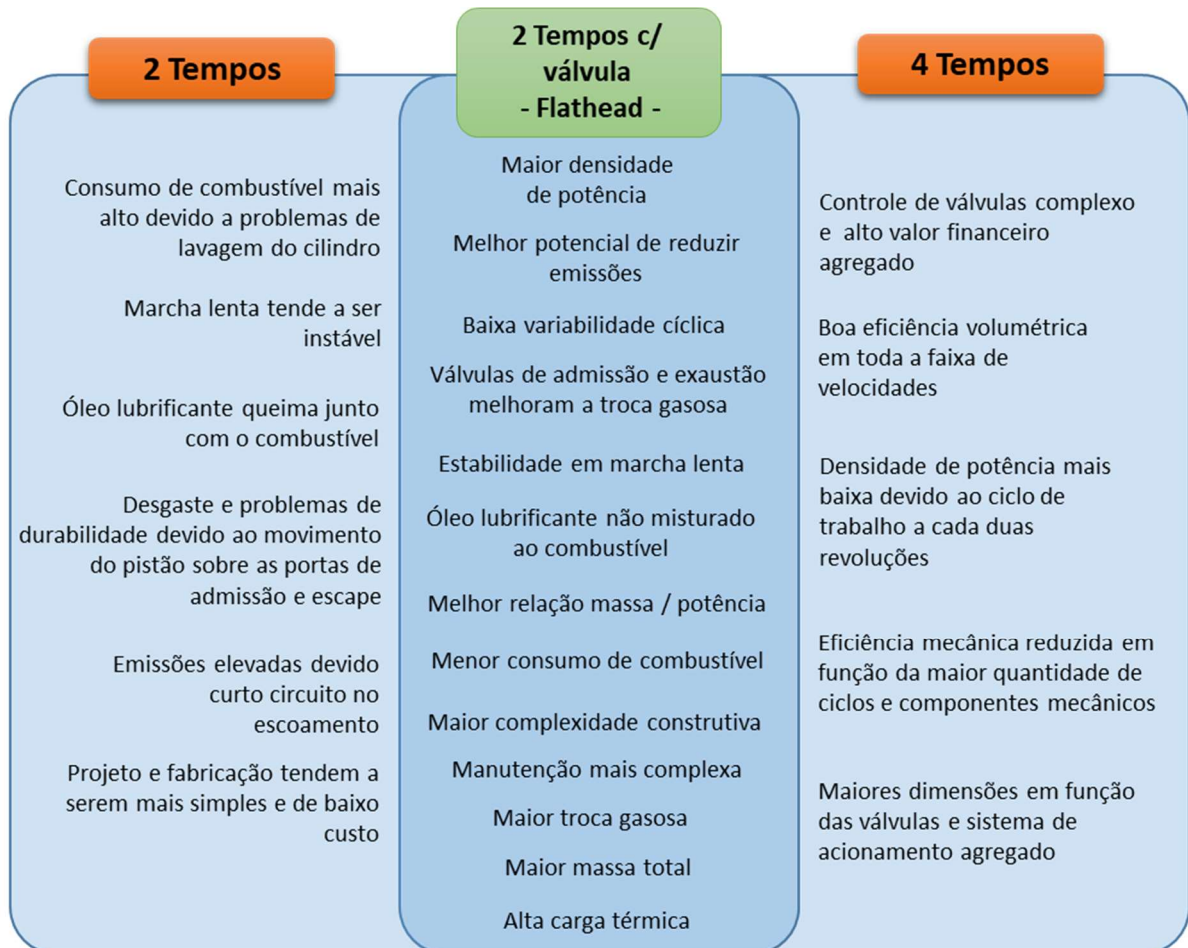 2 Tempos
Consumo de combustível mais
alto devido a problemas de
lavagem do cilindro
Marcha lenta tende a ser
instável
Óleo lubrificante queima junto
com o combustível
Desgaste e problemas de
durabilidade devido ao movimento
do pistão sobre as portas de
admissão e escape
Emissões elevadas devido
curto circuito no
escoamento
Projeto e fabricação tendem a
serem mais simples e de baixo
custo
2 Tempos c/
válvula
- Flathead -
Maior densidade
de potência
Melhor potencial de reduzir
emissões
Baixa variabilidade cíclica
Válvulas de admissão e exaustão
melhoram a troca gasosa
Estabilidade em marcha lenta
Óleo lubrificante não misturado
ao combustível
Melhor relação massa / potência
Menor consumo de combustível
Maior complexidade construtiva
Manutenção mais complexa
Maior troca gasosa
Maior massa total
Alta carga térmica
4 Tempos
Controle de válvulas complexo
e alto valor financeiro
agregado
Boa eficiência volumétrica
em toda a faixa de
velocidades
Densidade de potência mais
baixa devido ao ciclo de
trabalho a cada duas
revoluções
Eficiência mecânica reduzida em
função da maior quantidade de
ciclos e componentes mecânicos
Maiores dimensões em função
das válvulas e sistema de
acionamento agregado